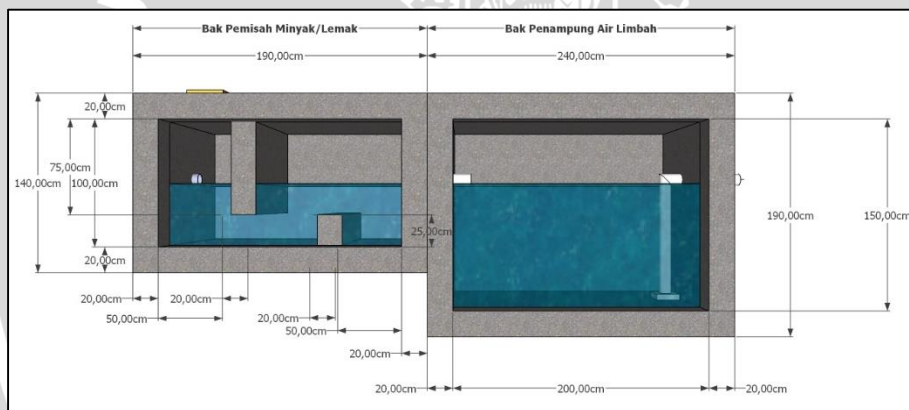 Bak Pemisah Minyak/Lemak
Bak Penampung Air Limbah
190,00cm
240,00cm
20,00cm
75,00cm
140,00cm
100,00cm
25,00cm
190,00cm
150,00cm
20,00cm
20,00cm
20,00cm
50,00cm
20,00cm
50,00cm
20,00cm
20,00cm
200,00cm
20,00cm